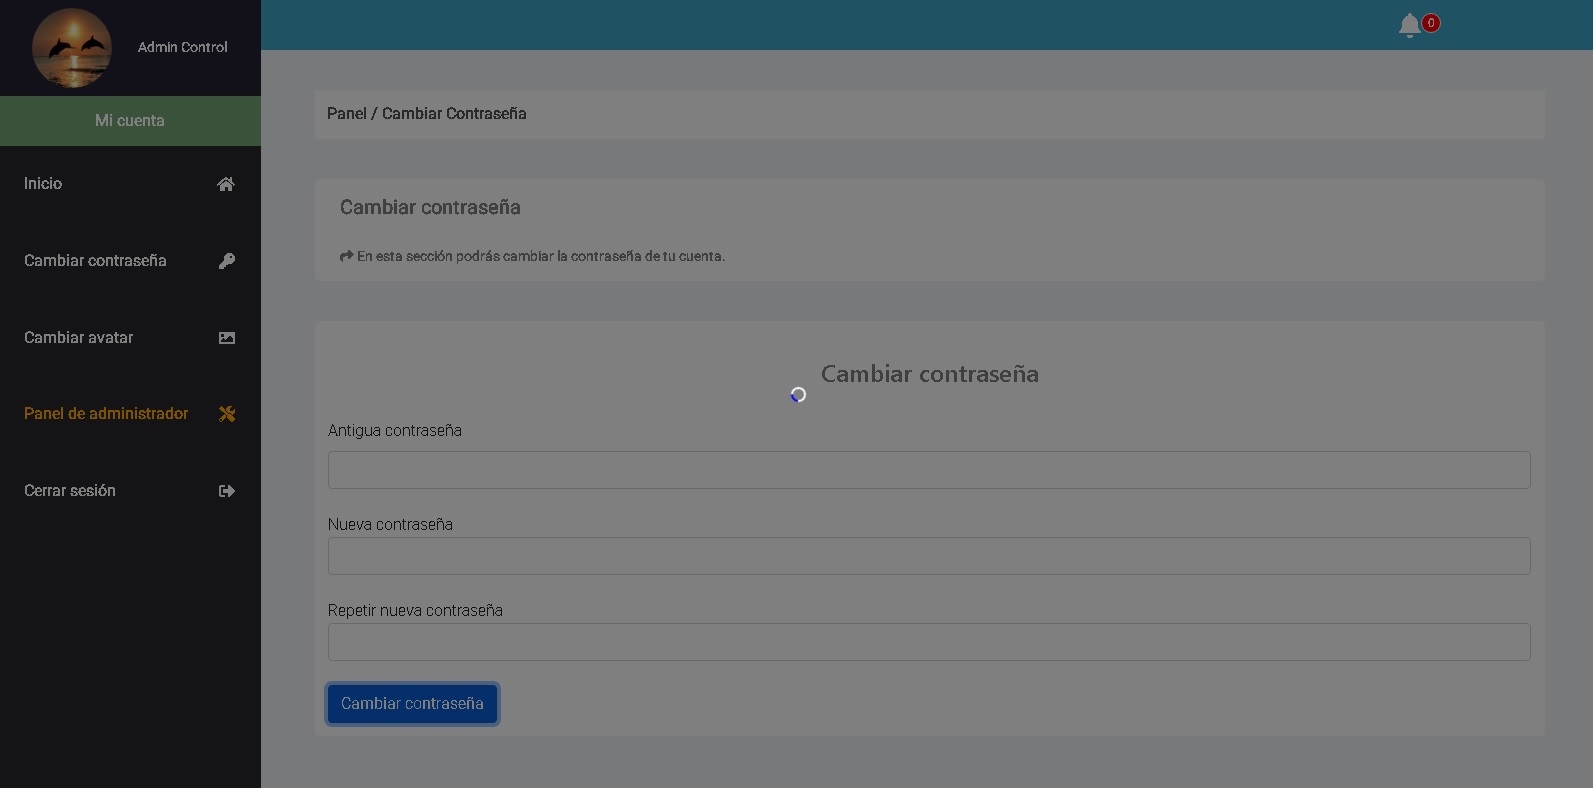 Admin Control
0
Mi cuenta
Inicio
Cambiar contraseña
Cambiar avatar
Panel de administrador
Cerrar sesión
Panel / Cambiar Contraseña
Cambiar contraseña
En esta sección podrás cambiar la contraseña de tu cuenta.
Cambiar contraseña
Antigua contraseña
Nueva contraseña
Repetir nueva contraseña
Cambiar contraseña